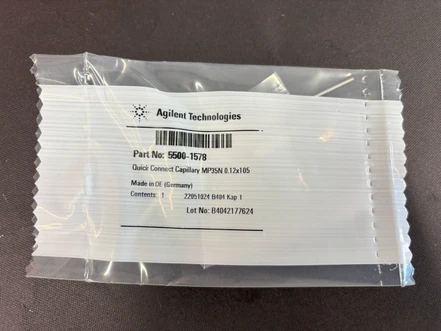 Agilent Technologies
Part No: 5500-1578
Quick Connect Capillary MP35N 0.12x105
Made in DE (Germany)
Contents: 1 22051024 B404 Kap.1
Lot No: B4042177624